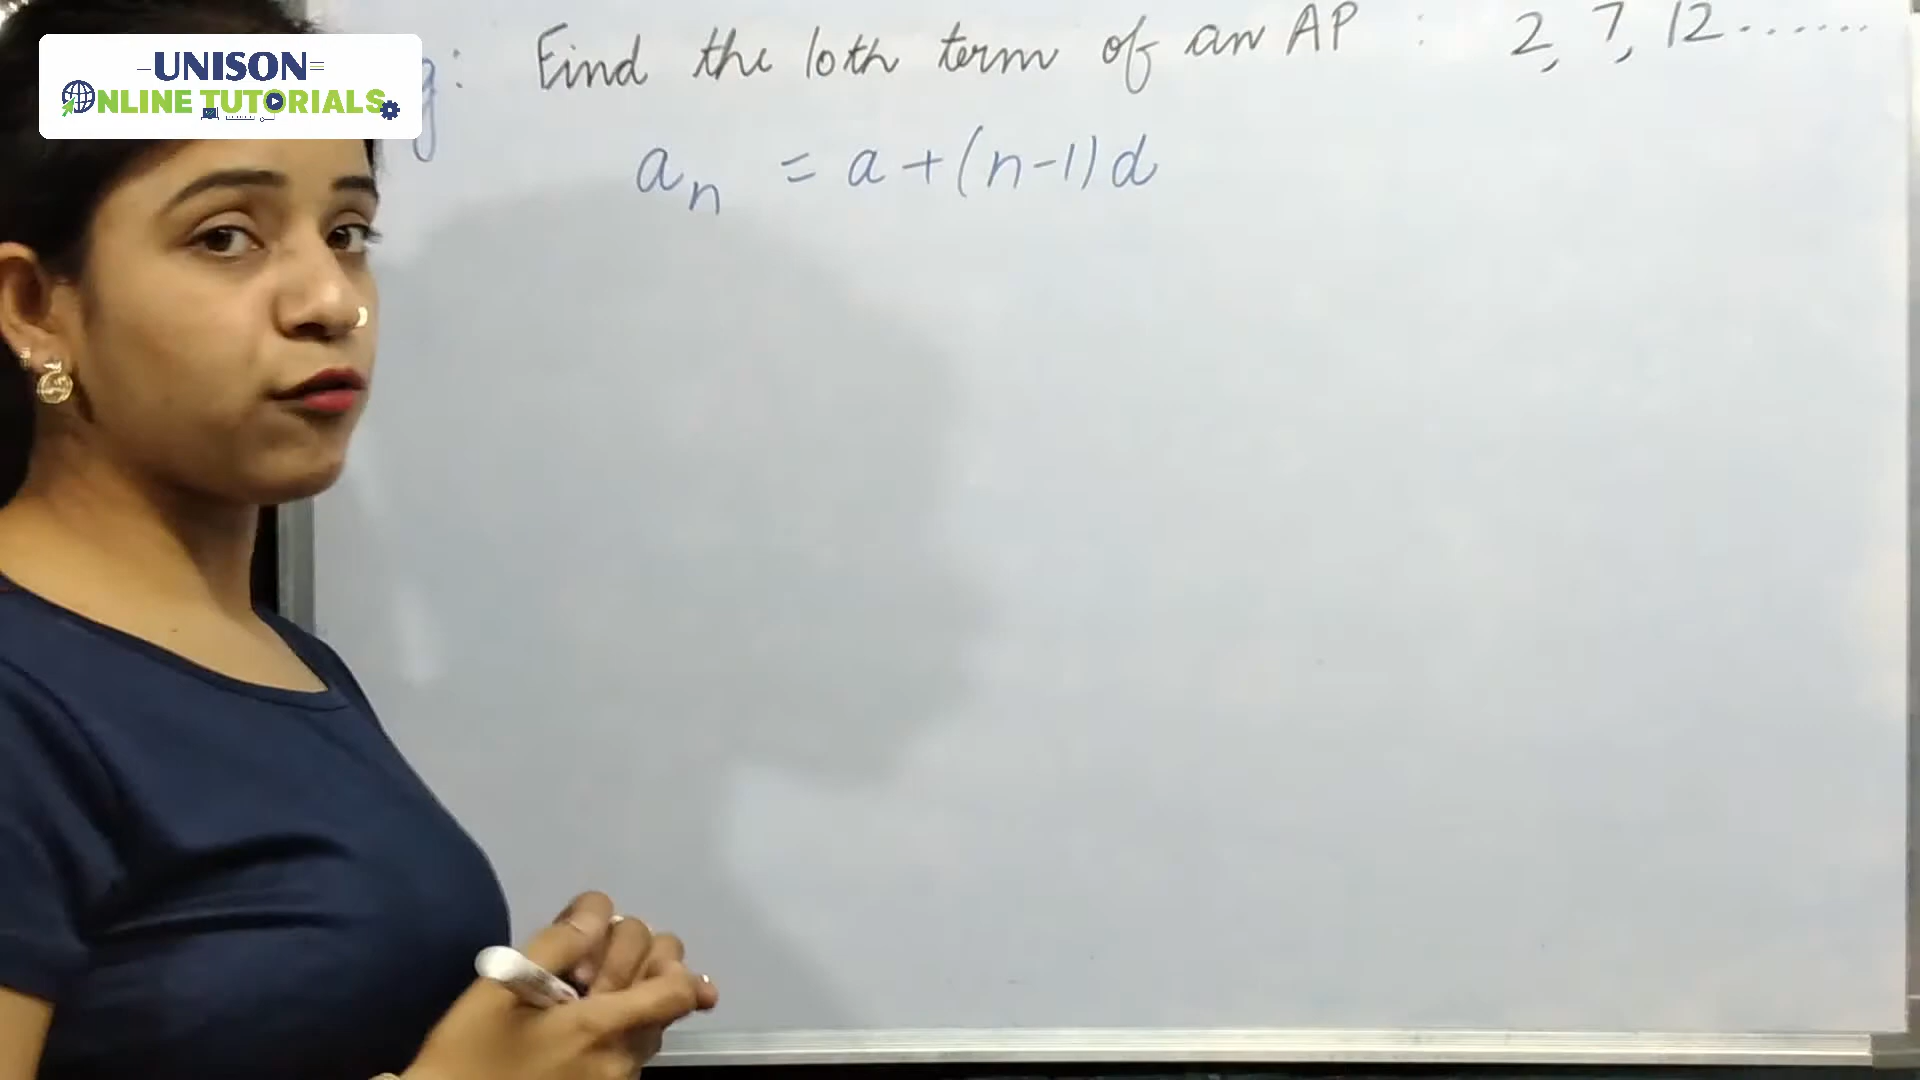 UNISON
ONLINE TUTORIALS
g: Find the 10th term of an AP : 2, 7, 12.......
aₙ = a+(n-1)d